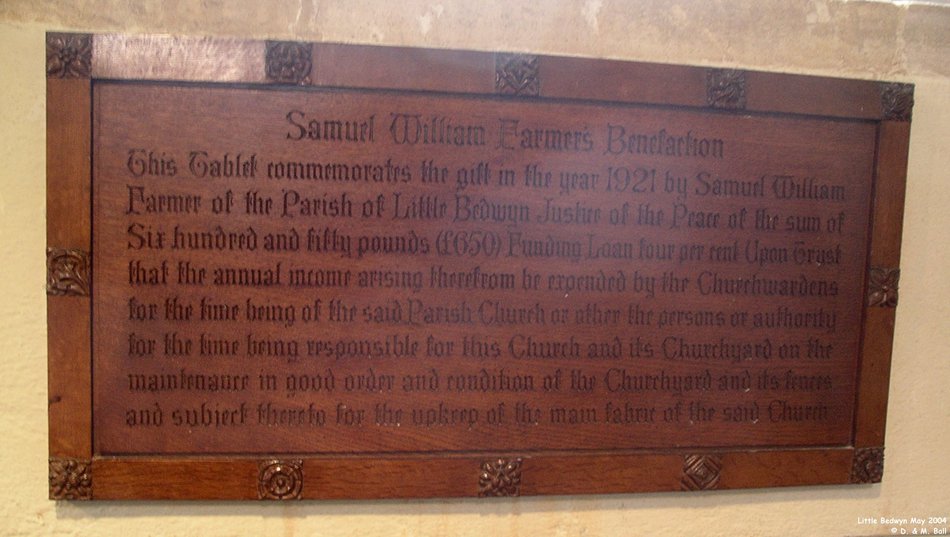 Samuel William Farmer's Benefaction
This Tablet commemorates the gift in the year 1921 by Samuel William
Farmer of the Parish of Little Bedwyn Justice of the Peace of the sum of
Six hundred and fifty pounds (£650) Funding Loan four per cent Upon Trust
that the annual income arising therefrom be expended by the Churchwardens
for the time being of the said Parish Church or other the persons or authority
for the time being responsible for this Church and its Churchyard on the
maintenance in good order and condition of the Churchyard and its fences
and subject thereto for the upkeep of the main fabric of the said Church
Little Bedwyn May 2004
© D. & M. Ball